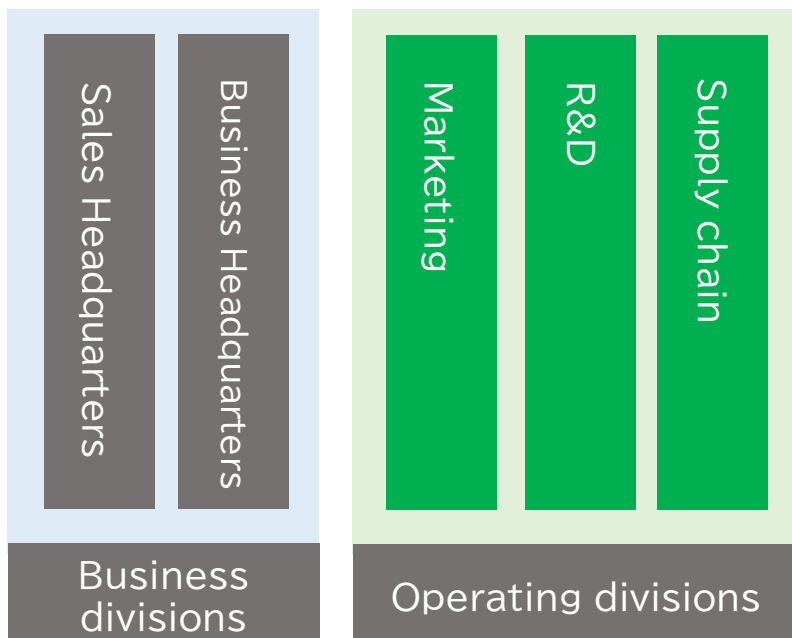 Sales Headquarters
Business Headquarters
Marketing
R&D
Supply chain
Business
divisions
Operating divisions